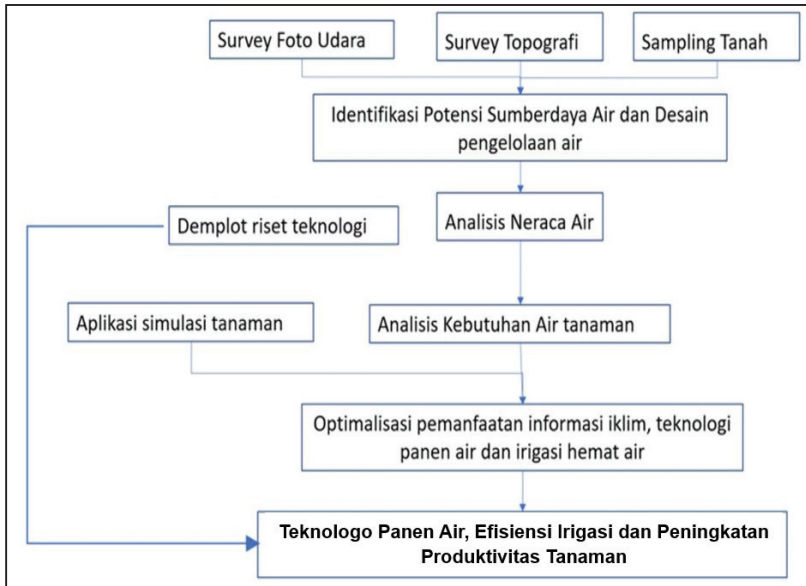 Survey Foto Udara
Survey Topografi
Sampling Tanah
Identifikasi Potensi Sumberdaya Air dan Desain
pengelolaan air
Demplot riset teknologi
Analisis Neraca Air
Aplikasi simulasi tanaman
Analisis Kebutuhan Air tanaman
Optimalisasi pemanfaatan informasi iklim, teknologi
panen air dan irigasi hemat air
Teknologo Panen Air, Efisiensi Irigasi dan Peningkatan
Produktivitas Tanaman